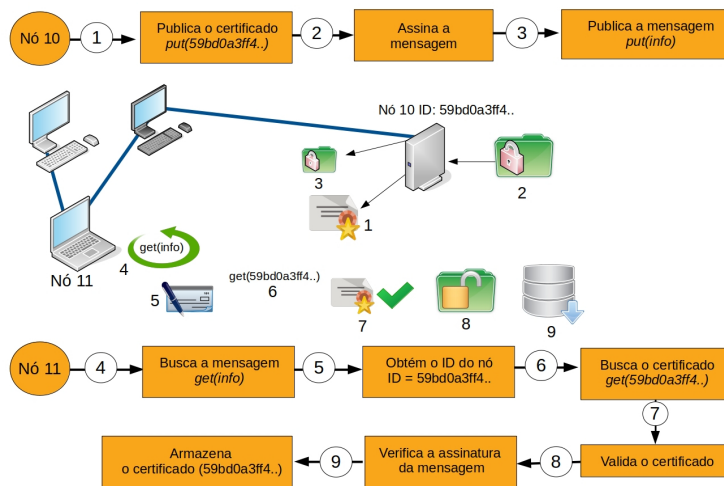 Nó 10
1
Publica o certificado
put(59bd0a3ff4..)
2
Assina a
mensagem
3
Publica a mensagem
put(info)
Nó 10 ID: 59bd0a3ff4..
3
1
2
Nó 11
4
get(info)
5
get(59bd0a3ff4..)
6
7
8
9
Nó 11
4
Busca a mensagem
get(info)
5
Obtém o ID do nó
ID = 59bd0a3ff4..
6
Busca o certificado
get(59bd0a3ff4..)
7
Valida o certificado
8
Verifica a assinatura
da mensagem
9
Armazena
o certificado (59bd0a3ff4..)